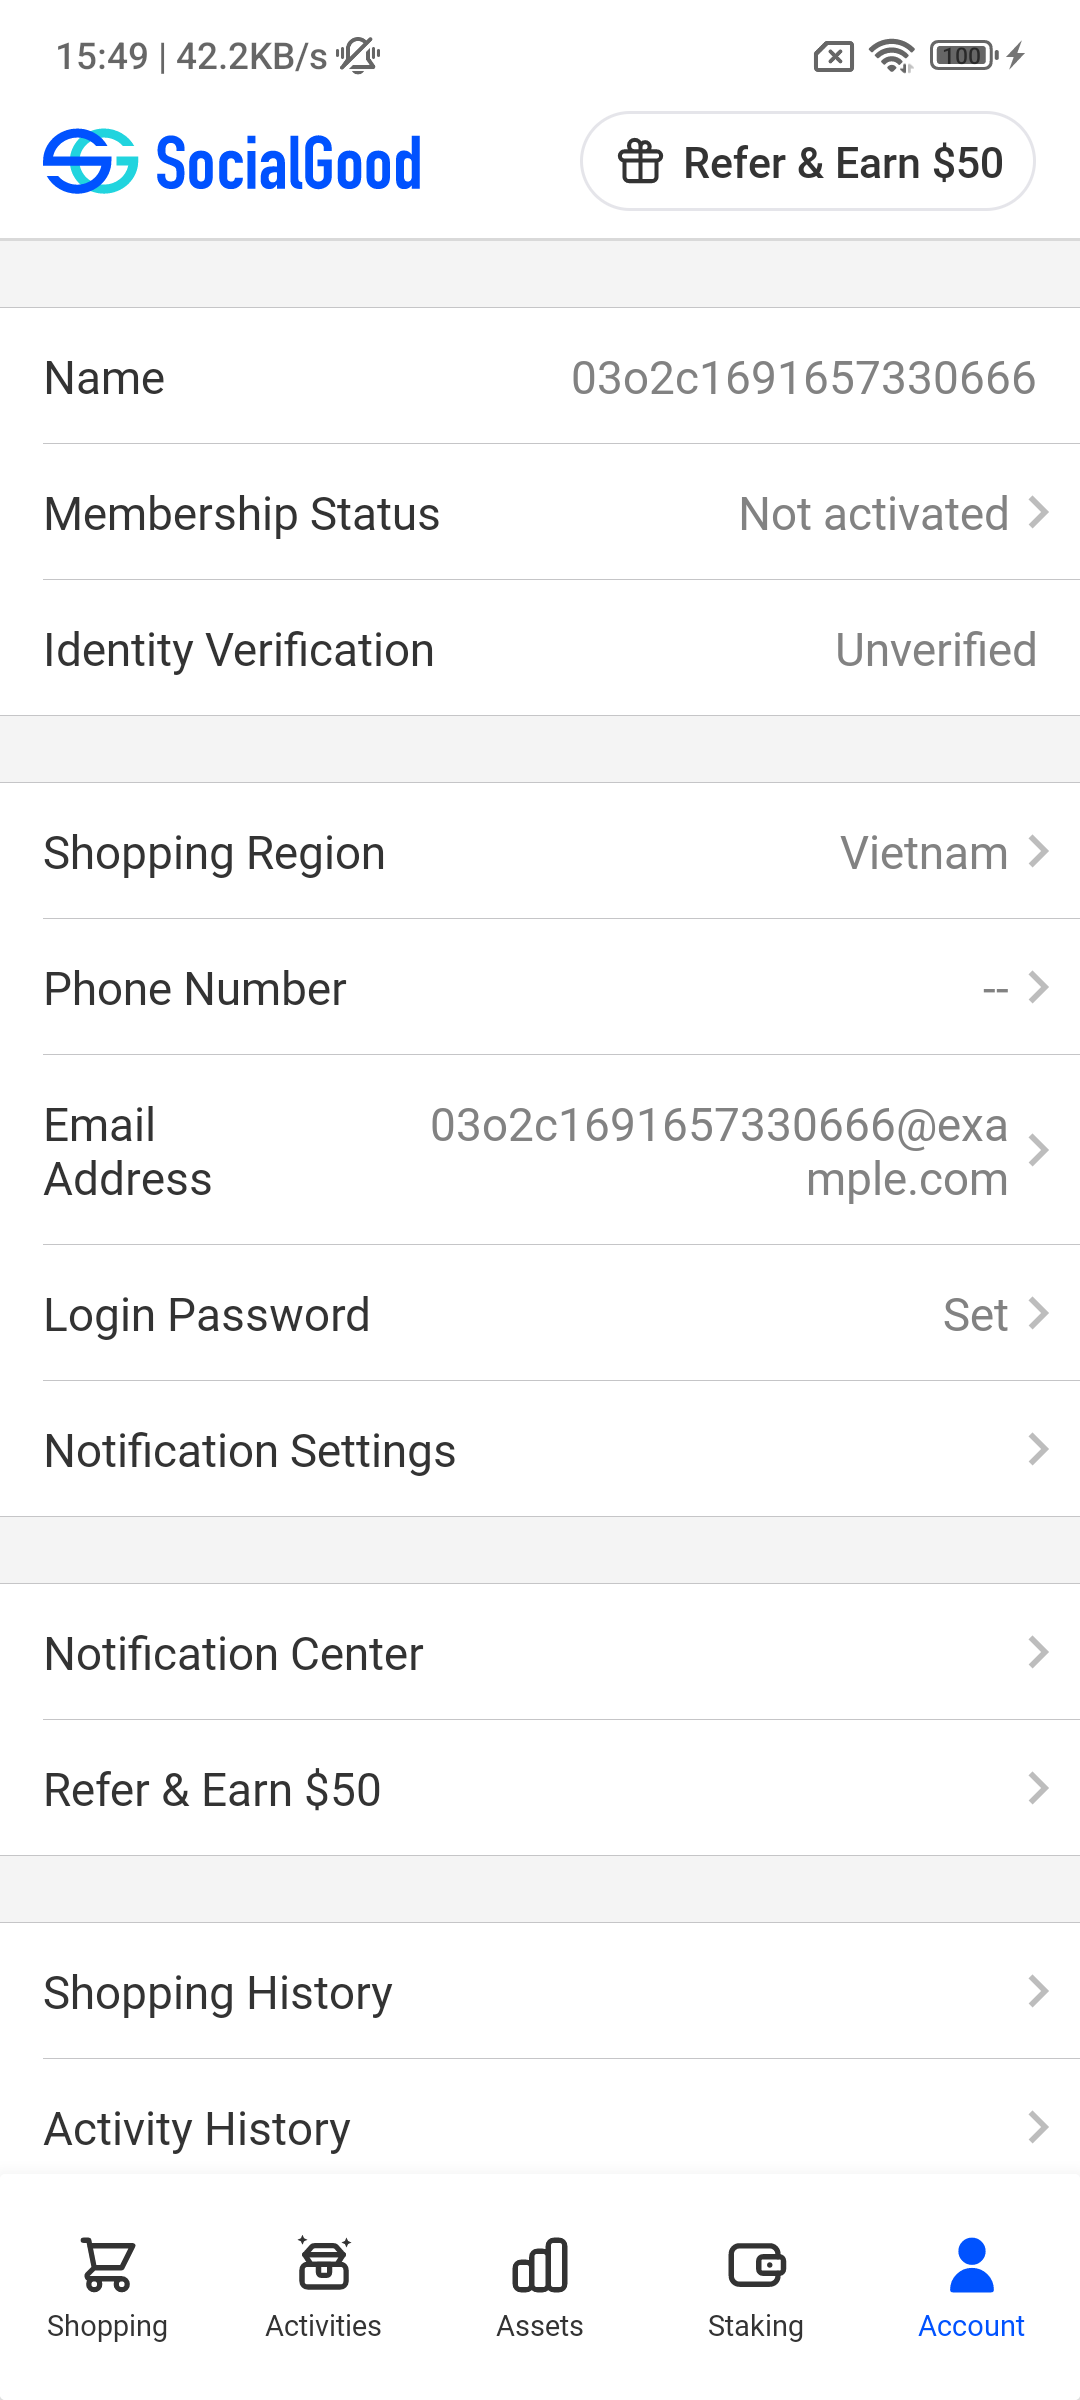 15:49 | 42.2KB/s
100
SocialGood
Refer & Earn $50
Name
03o2c1691657330666
Membership Status
Not activated
Identity Verification
Unverified
Shopping Region
Vietnam
Phone Number
--
Email
Address
03o2c1691657330666@exa
mple.com
Login Password
Set
Notification Settings
Notification Center
Refer & Earn $50
Shopping History
Activity History
Shopping
Activities
Assets
Staking
Account